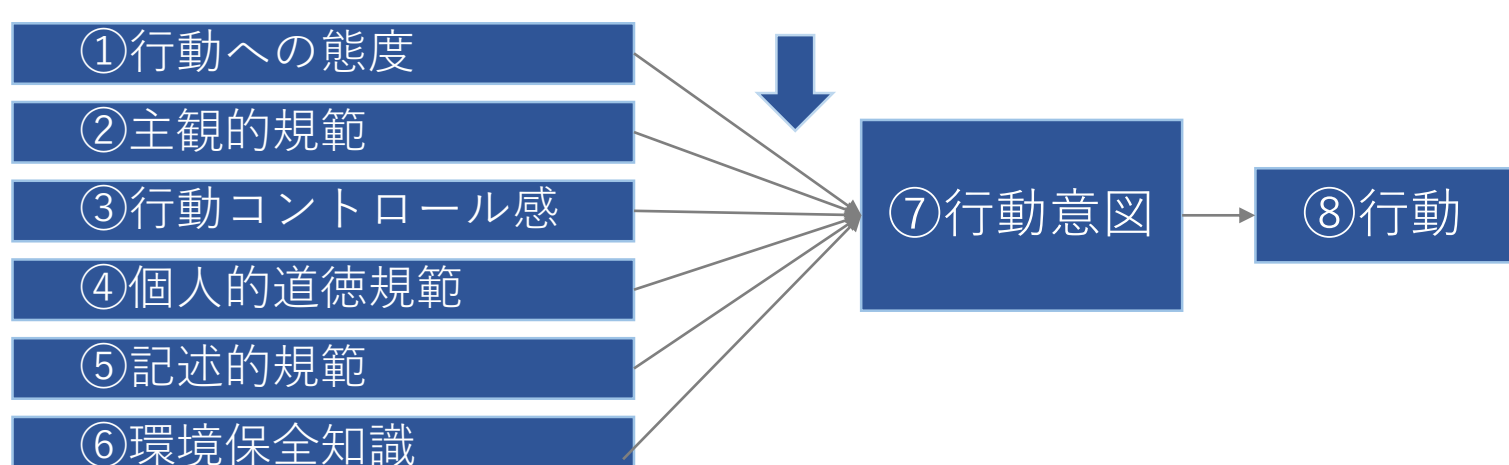 ①行動への態度
②主観的規範
③行動コントロール感
④個人的道徳規範
⑤記述的規範
⑥環境保全知識
⑦行動意図
⑧行動